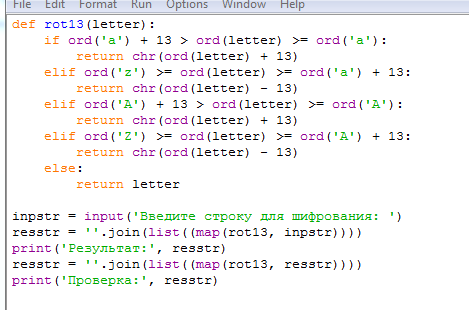 File Edit Format Run Options Window Help
def rot13(letter):
    if ord('a') + 13 > ord(letter) >= ord('a'):
        return chr(ord(letter) + 13)
    elif ord('z') >= ord(letter) >= ord('a') + 13:
        return chr(ord(letter) - 13)
    elif ord('A') + 13 > ord(letter) >= ord('A'):
        return chr(ord(letter) + 13)
    elif ord('Z') >= ord(letter) >= ord('A') + 13:
        return chr(ord(letter) - 13)
    else:
        return letter

inpstr = input('Введите строку для шифрования: ')
resstr = ''.join(list((map(rot13, inpstr))))
print('Результат:', resstr)
resstr = ''.join(list((map(rot13, resstr))))
print('Проверка:', resstr)